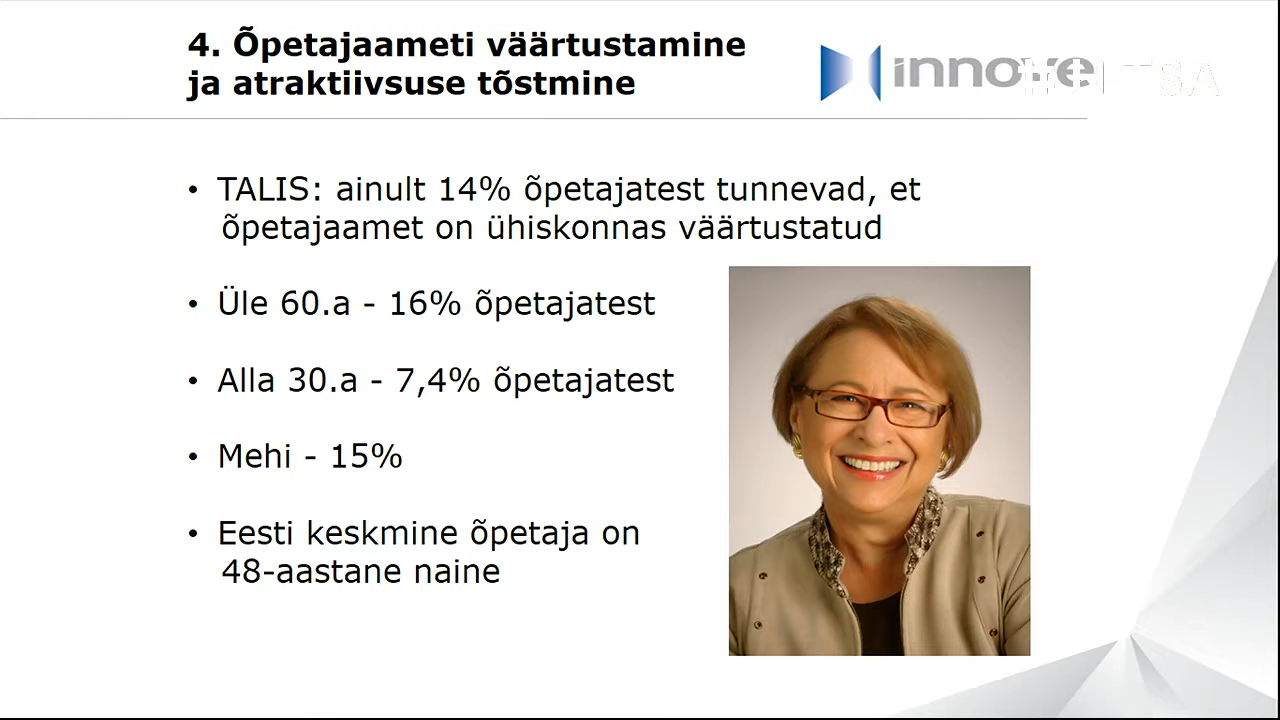 4. Õpetajaameti väärtustamine
ja atraktiivsuse tõstmine
innove
• TALIS: ainult 14% õpetajatest tunnevad, et
õpetajaamet on ühiskonnas väärtustatud
• Üle 60.a - 16% õpetajatest
• Alla 30.a - 7,4% õpetajatest
• Mehi - 15%
• Eesti keskmine õpetaja on
48-aastane naine